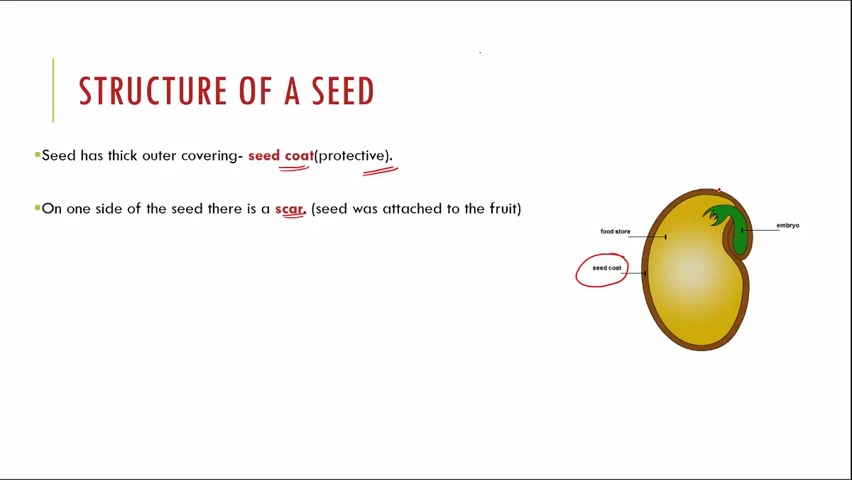 STRUCTURE OF A SEED
▪Seed has thick outer covering- seed coat(protective).
▪On one side of the seed there is a scar. (seed was attached to the fruit)
embryo
food store
seed coat